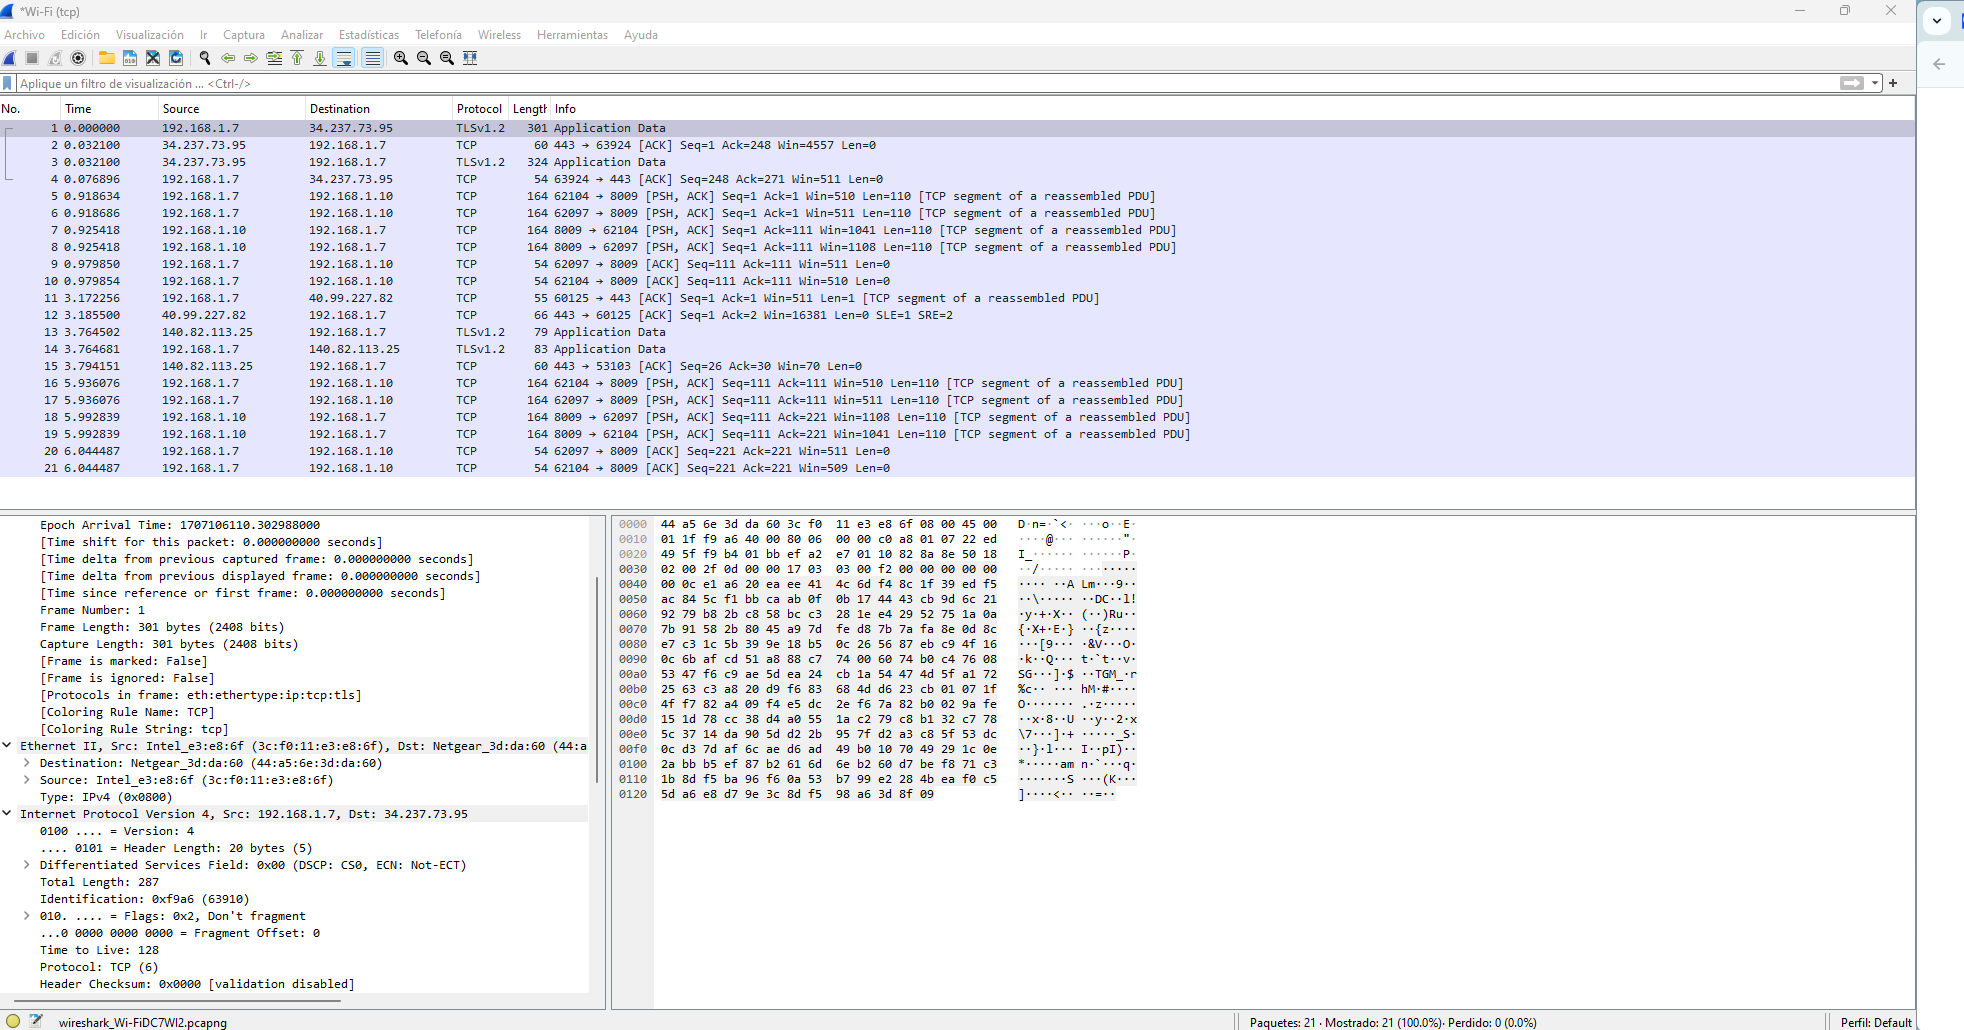 *Wi-Fi (tcp)
Archivo Edición Visualización Ir Captura Analizar Estadísticas Telefonía Wireless Herramientas Ayuda
Aplique un filtro de visualización ... <Ctrl-/>
No. Time Source Destination Protocol Length Info
1 0.000000 192.168.1.7 34.237.73.95 TLSv1.2 301 Application Data
2 0.032100 34.237.73.95 192.168.1.7 TCP 60 443 → 63924 [ACK] Seq=1 Ack=248 Win=4557 Len=0
3 0.032100 34.237.73.95 192.168.1.7 TLSv1.2 324 Application Data
4 0.076896 192.168.1.7 34.237.73.95 TCP 54 63924 → 443 [ACK] Seq=248 Ack=271 Win=511 Len=0
5 0.918634 192.168.1.7 192.168.1.10 TCP 164 62104 → 8009 [PSH, ACK] Seq=1 Ack=1 Win=510 Len=110 [TCP segment of a reassembled PDU]
6 0.918686 192.168.1.7 192.168.1.10 TCP 164 62097 → 8009 [PSH, ACK] Seq=1 Ack=1 Win=511 Len=110 [TCP segment of a reassembled PDU]
7 0.925418 192.168.1.10 192.168.1.7 TCP 164 8009 → 62104 [PSH, ACK] Seq=1 Ack=111 Win=1041 Len=110 [TCP segment of a reassembled PDU]
8 0.925418 192.168.1.10 192.168.1.7 TCP 164 8009 → 62097 [PSH, ACK] Seq=1 Ack=111 Win=1108 Len=110 [TCP segment of a reassembled PDU]
9 0.979850 192.168.1.7 192.168.1.10 TCP 54 62097 → 8009 [ACK] Seq=111 Ack=111 Win=511 Len=0
10 0.979854 192.168.1.7 192.168.1.10 TCP 54 62104 → 8009 [ACK] Seq=111 Ack=111 Win=510 Len=0
11 3.172256 192.168.1.7 40.99.227.82 TCP 55 60125 → 443 [ACK] Seq=1 Ack=1 Win=511 Len=1 [TCP segment of a reassembled PDU]
12 3.185500 40.99.227.82 192.168.1.7 TCP 66 443 → 60125 [ACK] Seq=1 Ack=2 Win=16381 Len=0 SLE=1 SRE=2
13 3.764502 140.82.113.25 192.168.1.7 TLSv1.2 79 Application Data
14 3.764681 192.168.1.7 140.82.113.25 TLSv1.2 83 Application Data
15 3.794151 140.82.113.25 192.168.1.7 TCP 60 443 → 53103 [ACK] Seq=26 Ack=30 Win=70 Len=0
16 5.936076 192.168.1.7 192.168.1.10 TCP 164 62104 → 8009 [PSH, ACK] Seq=111 Ack=111 Win=510 Len=110 [TCP segment of a reassembled PDU]
17 5.936076 192.168.1.7 192.168.1.10 TCP 164 62097 → 8009 [PSH, ACK] Seq=111 Ack=111 Win=511 Len=110 [TCP segment of a reassembled PDU]
18 5.992839 192.168.1.10 192.168.1.7 TCP 164 8009 → 62097 [PSH, ACK] Seq=111 Ack=221 Win=1108 Len=110 [TCP segment of a reassembled PDU]
19 5.992839 192.168.1.10 192.168.1.7 TCP 164 8009 → 62104 [PSH, ACK] Seq=111 Ack=221 Win=1041 Len=110 [TCP segment of a reassembled PDU]
20 6.044487 192.168.1.7 192.168.1.10 TCP 54 62097 → 8009 [ACK] Seq=221 Ack=221 Win=511 Len=0
21 6.044487 192.168.1.7 192.168.1.10 TCP 54 62104 → 8009 [ACK] Seq=221 Ack=221 Win=509 Len=0
Epoch Arrival Time: 1707106110.302988000
[Time shift for this packet: 0.000000000 seconds]
[Time delta from previous captured frame: 0.000000000 seconds]
[Time delta from previous displayed frame: 0.000000000 seconds]
[Time since reference or first frame: 0.000000000 seconds]
Frame Number: 1
Frame Length: 301 bytes (2408 bits)
Capture Length: 301 bytes (2408 bits)
[Frame is marked: False]
[Frame is ignored: False]
[Protocols in frame: eth:ethertype:ip:tcp:tls]
[Coloring Rule Name: TCP]
[Coloring Rule String: tcp]
Ethernet II, Src: Intel_e3:e8:6f (3c:f0:11:e3:e8:6f), Dst: Netgear_3d:da:60 (44:a
Destination: Netgear_3d:da:60 (44:a5:6e:3d:da:60)
Source: Intel_e3:e8:6f (3c:f0:11:e3:e8:6f)
Type: IPv4 (0x0800)
Internet Protocol Version 4, Src: 192.168.1.7, Dst: 34.237.73.95
0100 .... = Version: 4
.... 0101 = Header Length: 20 bytes (5)
Differentiated Services Field: 0x00 (DSCP: CS0, ECN: Not-ECT)
Total Length: 287
Identification: 0xf9a6 (63910)
010. .... = Flags: 0x2, Don't fragment
...0 0000 0000 0000 = Fragment Offset: 0
Time to Live: 128
Protocol: TCP (6)
Header Checksum: 0x0000 [validation disabled]
0000 44 a5 6e 3d da 60 3c f0 11 e3 e8 6f 08 00 45 00 D·n=·`<· ···o··E·
0010 01 1f f9 a6 40 00 80 06 00 00 c0 a8 01 07 22 ed ····@··· ······"·
0020 49 5f f9 b4 01 bb ef a2 e7 01 10 82 8a 8e 50 18 I_······ ······P·
0030 02 00 2f 0d 00 00 17 03 03 00 f2 00 00 00 00 00 ··/····· ········
0040 00 0c e1 a6 20 ea ee 41 4c 6d f4 8c 1f 39 ed f5 ···· ··A Lm···9··
0050 ac 84 5c f1 bb ca ab 0f 0b 17 44 43 cb 9d 6c 21 ··\····· ··DC··l!
0060 92 79 b8 2b c8 58 bc c3 28 1e e4 29 52 75 1a 0a ·y·+·X·· (··)Ru··
0070 7b 91 58 2b 80 45 a9 7d fe d8 7b 7a fa 8e 0d 8c {·X+·E·} ··{z····
0080 e7 c3 1c 5b 39 9e 18 b5 0c 26 56 87 eb c9 4f 16 ···[9··· ·&V···O·
0090 0c 6b af cd 51 a8 88 c7 74 00 60 74 b0 c4 76 08 ·k··Q··· t·`t··v·
00a0 53 47 f6 c9 ae 5d ea 24 cb 1a 54 47 4d 5f a1 72 SG···]·$ ··TGM_·r
00b0 25 63 c3 a8 20 d9 f6 83 68 4d d6 23 cb 01 07 1f %c·· ··· hM·#····
00c0 4f f7 82 a4 09 f4 e5 dc 2e f6 7a 82 b0 02 9a fe O······· .·z·····
00d0 15 1d 78 cc 38 d4 a0 55 1a c2 79 c8 b1 32 c7 78 ··x·8··U ··y··2·x
00e0 5c 37 14 da 90 5d d2 2b 95 7f d2 a3 c8 5f 53 dc \7···]·+ ·····_S·
00f0 0c d3 7d af 6c ae d6 ad 49 b0 10 70 49 29 1c 0e ··}·l··· I··pI)··
0100 2a bb b5 ef 87 b2 61 6d 6e b2 60 d7 be f8 71 c3 *·····am n·`···q·
0110 1b 8d f5 ba 96 f6 0a 53 b7 99 e2 28 4b ea f0 c5 ·······S ···(K···
0120 5d a6 e8 d7 9e 3c 8d f5 98 a6 3d 8f 09 ]····<·· ··=··
wireshark_Wi-FiDC7WI2.pcapng Paquetes: 21 · Mostrado: 21 (100.0%)· Perdido: 0 (0.0%) Perfil: Default